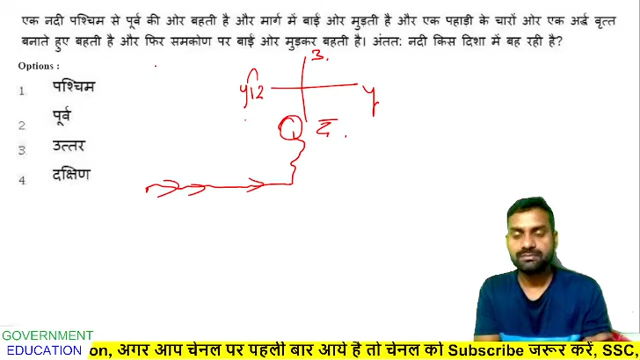 एक नदी पश्चिम से पूर्व की ओर बहती है और मार्ग में बाईं ओर मुड़ती है और एक पहाड़ी के चारों ओर एक अर्द्ध वृत्त
बनाते हुए बहती है और फिर समकोण पर बाईं ओर मुड़कर बहती है। अंतत: नदी किस दिशा में बह रही है?
Options :
1. पश्चिम
2. पूर्व
3. उत्तर
4. दक्षिण
GOVERNMENT
EDUCATION
on, अगर आप चेनल पर पहली बार आये है तो चेनल को Subscribe जरूर करें, SSC,